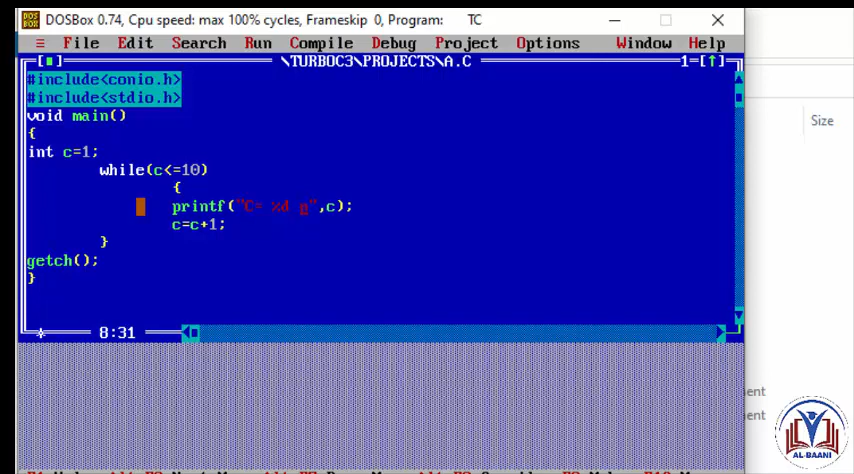 DOSBox 0.74, Cpu speed: max 100% cycles, Frameskip 0, Program: TC
≡ File Edit Search Run Compile Debug Project Options Window Help
[■] \TURBOC3\PROJECTS\A.C 1=[↑]
#include<conio.h>
#include<stdio.h>
void main()
{
int c=1;
while(c<=10)
{
printf("C= %d g",c);
c=c+1;
}
getch();
}
8:31
Size
ent
ent
AL-BAANI